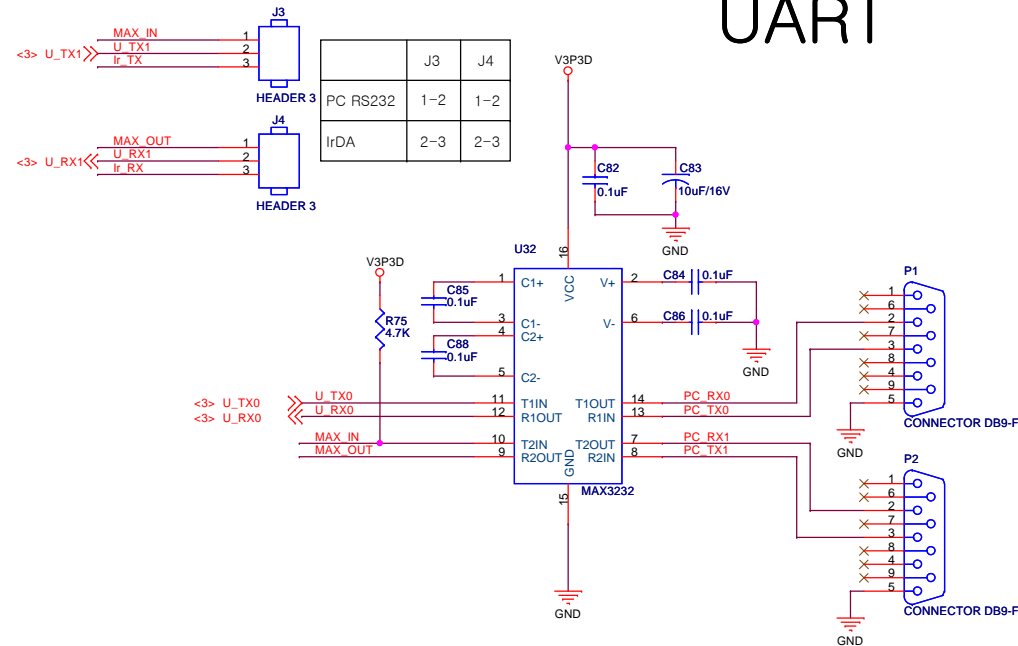 UART
J3
MAX_IN 1
<3> U_TX1 U_TX1 2
Ir_TX 3
HEADER 3
J4
MAX_OUT 1
<3> U_RX1 U_RX1 2
Ir_RX 3
HEADER 3
J3 J4
PC RS232 1-2 1-2
IrDA 2-3 2-3
V3P3D
C82
0.1uF
C83
10uF/16V
GND
U32
16
VCC
V3P3D
R75
4.7K
C85
0.1uF
C88
0.1uF
1 C1+
3 C1-
4 C2+
5 C2-
V+ 2 C84 0.1uF
V- 6 C86 0.1uF
GND
<3> U_TX0 U_TX0 11 T1IN
<3> U_RX0 U_RX0 12 R1OUT
MAX_IN 10 T2IN
MAX_OUT 9 R2OUT
T1OUT 14 PC_RX0
R1IN 13 PC_TX0
T2OUT 7 PC_RX1
R2IN 8 PC_TX1
GND
MAX3232
15
GND
P1
1
6
2
7
3
8
4
9
5
CONNECTOR DB9-F
GND
P2
1
6
2
7
3
8
4
9
5
CONNECTOR DB9-F
GND